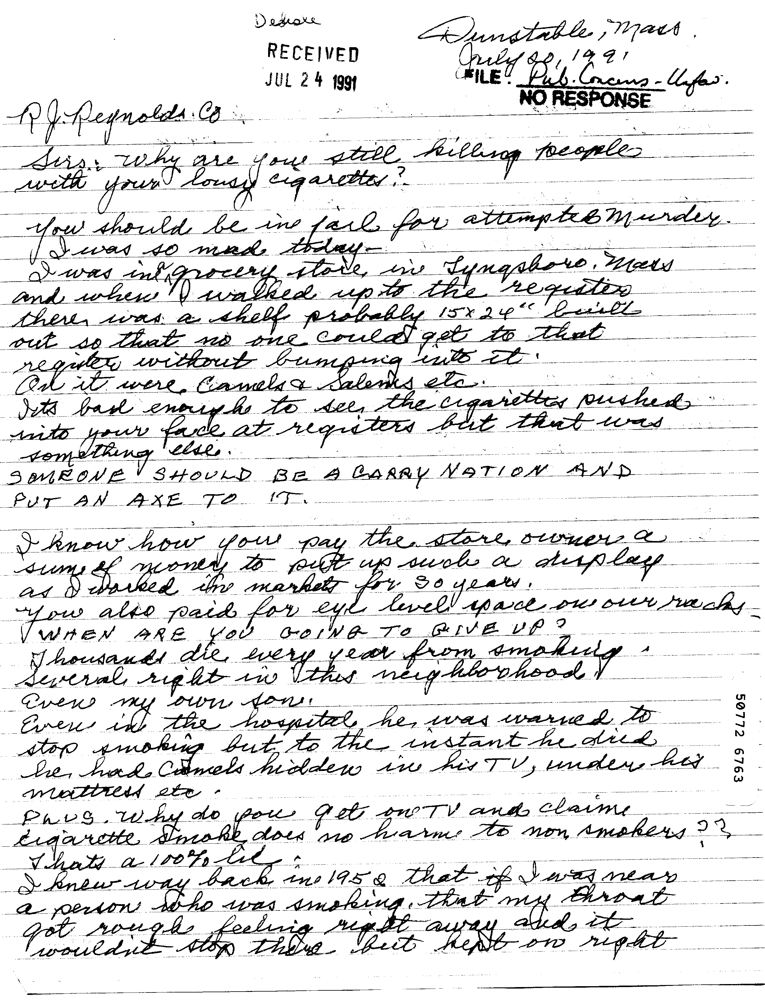 Dunstable, Mass.
RECEIVED
July 20, 1991
JUL 24 1991
FILE: Pub. Concerns - Unfav.
NO RESPONSE
R J. Reynolds. Co
Sirs: Why are you still killing people
with your lousy cigarettes?
You should be in jail for attempted Murder.
I was so mad today-
I was in grocery store in Tyngsboro. Mass
and when I walked up to the register
there was a shelf probably 15x24" built
out so that no one could get to that
register without bumping into it.
On it were Camels & Salems etc.
Its bad enough to see the cigarettes pushed
into your face at registers but that was
something else.
SOMEONE SHOULD BE A CARRY NATION AND
PUT AN AXE TO IT.
I know how you pay the store owner a
sum of money to put up such a display
as I worked in markets for 30 years.
You also paid for eye level space on our racks.
WHEN ARE YOU GOING TO GIVE UP?
Thousands die every year from smoking.
Several right in this neighborhood.
Even my own son.
Even in the hospital he was warned to
stop smoking but to the instant he died
he had Camels hidden in his TV, under his
mattress etc.
PLUS. Why do you get on TV and claim
cigarette smoke does no harm to non smokers??
Thats a 100% lie.
I knew way back in 1958 that if I was near
a person who was smoking, that my throat
got rough feeling right away and it
wouldn't stop there but kept on right
50772 6763